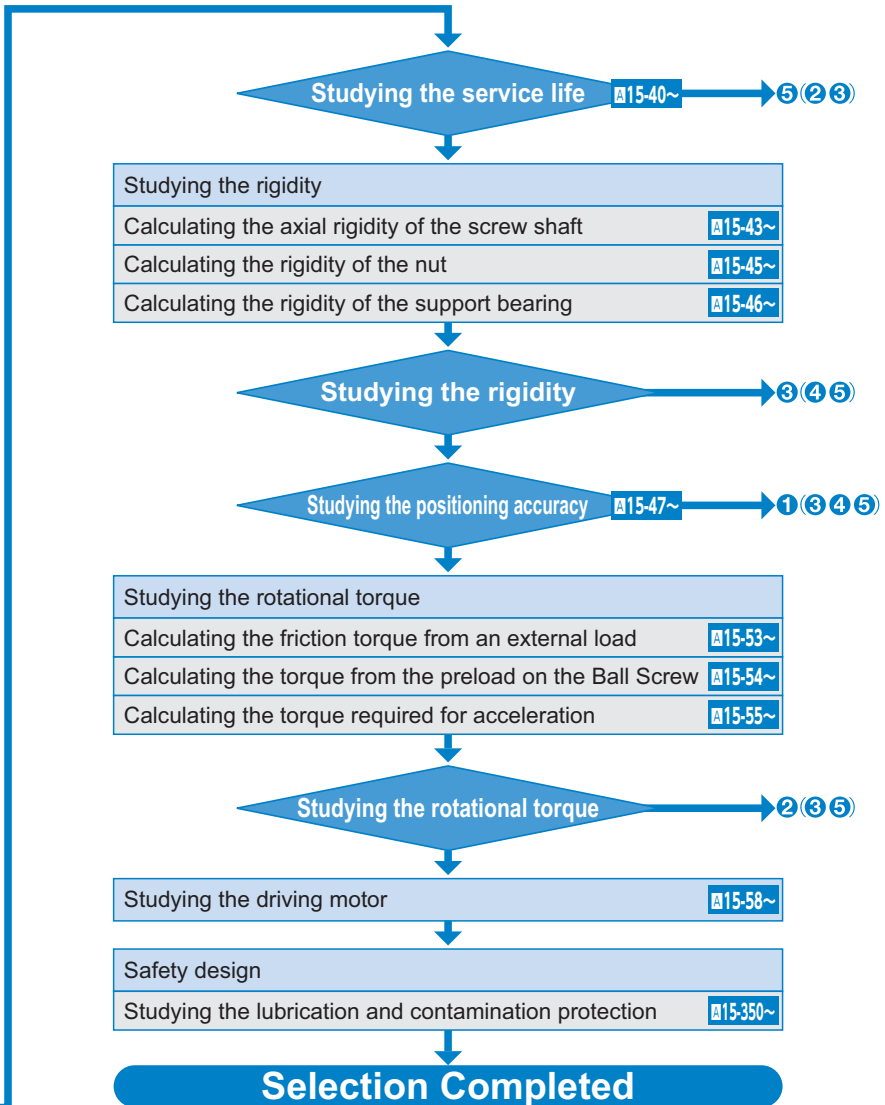 Studying the service life A15-40~ ❺(❷❸)
Studying the rigidity
Calculating the axial rigidity of the screw shaft A15-43~
Calculating the rigidity of the nut A15-45~
Calculating the rigidity of the support bearing A15-46~
Studying the rigidity ❸(❹❺)
Studying the positioning accuracy A15-47~ ❶(❸❹❺)
Studying the rotational torque
Calculating the friction torque from an external load A15-53~
Calculating the torque from the preload on the Ball Screw A15-54~
Calculating the torque required for acceleration A15-55~
Studying the rotational torque ❷(❸❺)
Studying the driving motor A15-58~
Safety design
Studying the lubrication and contamination protection A15-350~
Selection Completed